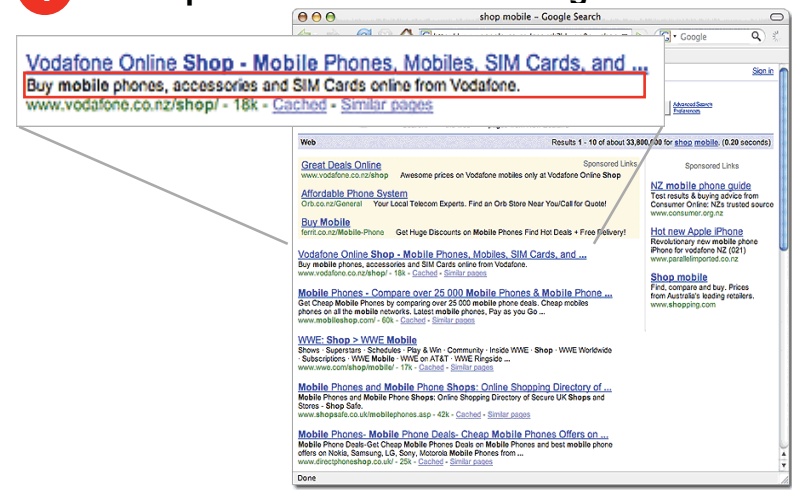 shop mobile - Google Search
Google
Vodafone Online Shop - Mobile Phones, Mobiles, SIM Cards, and ...
Buy mobile phones, accessories and SIM Cards online from Vodafone.
www.vodafone.co.nz/shop/ - 18k - Cached - Similar pages
Sign in
Advanced Search
Preferences
Web
Results 1 - 10 of about 33,800,000 for shop mobile. (0.20 seconds)
Great Deals Online
Sponsored Links
www.vodafone.co.nz/shop Awesome prices on Vodafone mobiles only at Vodafone Online Shop
Affordable Phone System
Orb.co.nz/General Your Local Telecom Experts. Find an Orb Store Near You/Call for Quote!
Buy Mobile
ferrit.co.nz/Mobile-Phone Get Huge Discounts on Mobile Phones Find Hot Deals + Free Delivery!
Vodafone Online Shop - Mobile Phones, Mobiles, SIM Cards, and ...
Buy mobile phones, accessories and SIM Cards online from Vodafone.
www.vodafone.co.nz/shop/ - 18k - Cached - Similar pages
Mobile Phones - Compare over 25 000 Mobile Phones & Mobile Phone ...
Get Cheap Mobile Phones by comparing over 25 000 mobile phone deals. Cheap mobiles
phones on all the mobile networks. Latest mobile phones, Pay as you Go ...
www.mobileshop.com/ - 60k - Cached - Similar pages
WWE: Shop > WWE Mobile
Shows · Superstars · Schedules · Play & Win · Community · Inside WWE · Shop · WWE Worldwide
· Subscriptions · WWE Mobile · WWE on AT&T · WWE Ringside ...
www.wwe.com/shop/mobile/ - 17k - Cached - Similar pages
Mobile Phones and Mobile Phone Shops: Online Shopping Directory of ...
Mobile Phones and Mobile Phone Shops: Online Shopping Directory of Secure UK Shops and
Stores - Shop Safe.
www.shopsafe.co.uk/mobilephones.asp - 42k - Cached - Similar pages
Mobile Phones- Mobile Phone Deals- Cheap Mobile Phones Offers on ...
Mobile Phone Deals-Get Cheap Mobile Phones Deals on Mobile Phones and best mobile phone
offers on Nokia, Samsung, LG, Sony, Motorola Mobile Phones from ...
www.directphoneshop.co.uk/ - 25k - Cached - Similar pages
Sponsored Links
NZ mobile phone guide
Test results & buying advice from
Consumer Online: NZs trusted source
www.consumer.org.nz
Hot new Apple iPhone
Revolutionary new mobile phone
iPhone for vodafone NZ (021)
www.parallelimported.co.nz
Shop mobile
Find, compare and buy. Prices
from Australia's leading retailers.
www.shopping.com
Done